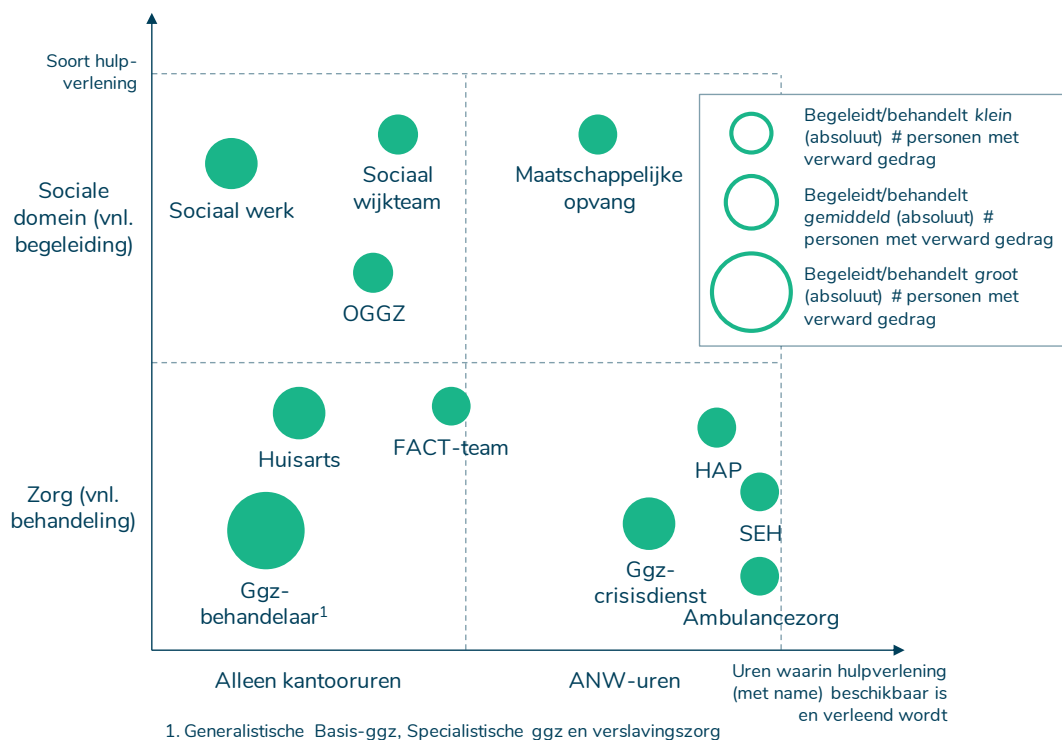 Soort hulp-
verlening
Sociale
domein (vnl.
begeleiding)
Zorg (vnl.
behandeling)
Sociaal werk
Sociaal
wijkteam
OGGZ
Maatschappelijke
opvang
Begeleidt/behandelt klein
(absoluut) # personen met
verward gedrag
Begeleidt/behandelt
gemiddeld (absoluut) #
personen met verward gedrag
Begeleidt/behandelt groot
(absoluut) # personen met
verward gedrag
Huisarts
FACT-team
Ggz-
behandelaar¹
HAP
SEH
Ggz-
crisisdienst
Ambulancezorg
Alleen kantooruren
ANW-uren
Uren waarin hulpverlening
(met name) beschikbaar is
en verleend wordt
1. Generalistische Basis-ggz, Specialistische ggz en verslavingszorg